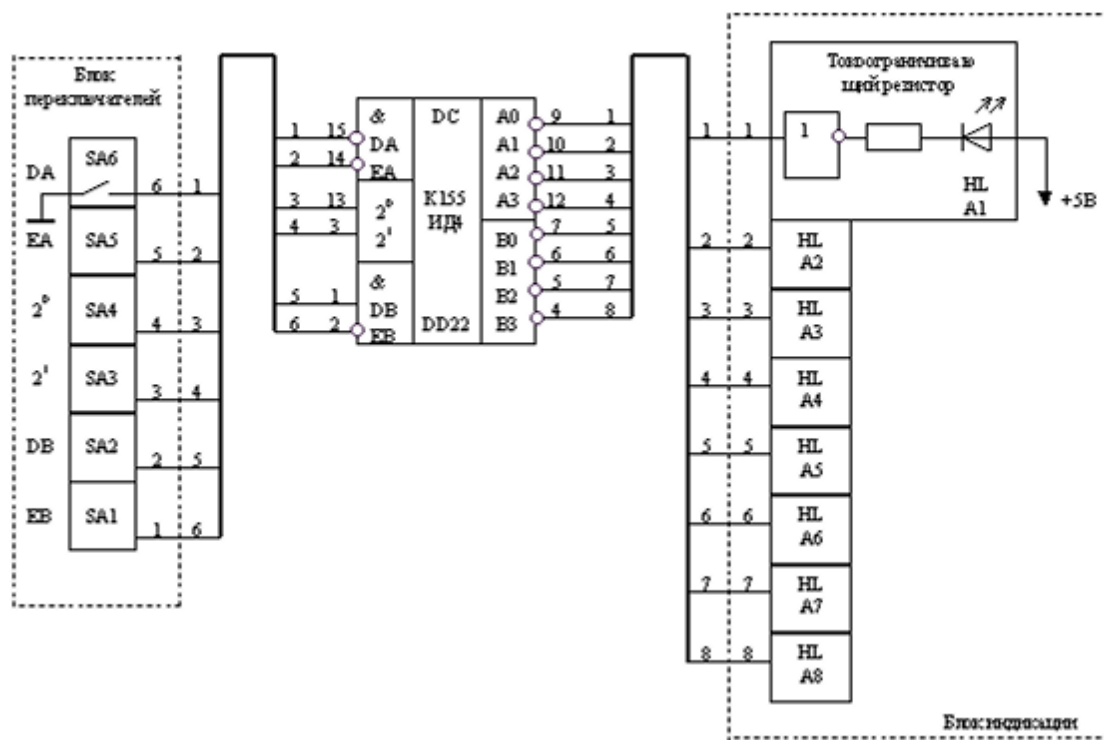 Блок
переключателей
DA
SA6
6 1
EA
SA5
5 2
2⁰
SA4
4 3
2¹
SA3
3 4
DB
SA2
2 5
EB
SA1
1 6
1 15
2 14
3 13
4 3
5 1
6 2
&
DA
EA
2⁰
2¹
&
DB
EB
DC
К155
ИД4
DD22
A0
A1
A2
A3
B0
B1
B2
B3
9 1
10 2
11 3
12 4
7 5
6 6
5 7
4 8
Токоограничиваю
щий резистор
1 1
1
HL
A1
+5В
2 2
HL
A2
3 3
HL
A3
4 4
HL
A4
5 5
HL
A5
6 6
HL
A6
7 7
HL
A7
8 8
HL
A8
Блок индикации